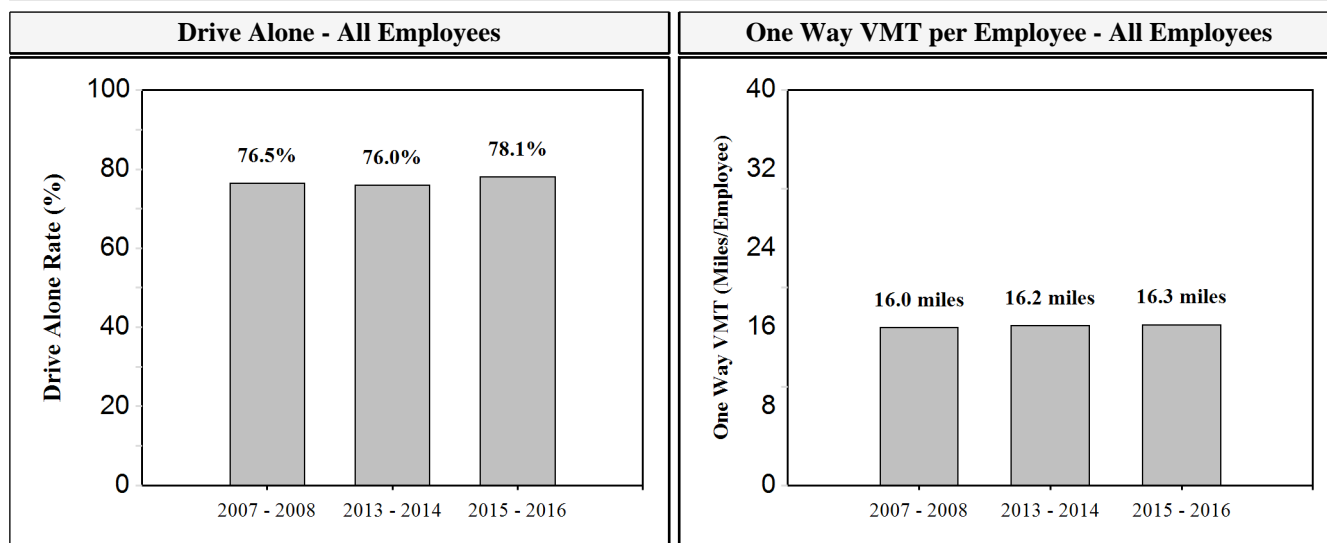 Drive Alone - All Employees
Drive Alone Rate (%)
100
80
60
40
20
0
76.5%
76.0%
78.1%
2007 - 2008
2013 - 2014
2015 - 2016
One Way VMT per Employee - All Employees
One Way VMT (Miles/Employee)
40
32
24
16
8
0
16.0 miles
16.2 miles
16.3 miles
2007 - 2008
2013 - 2014
2015 - 2016